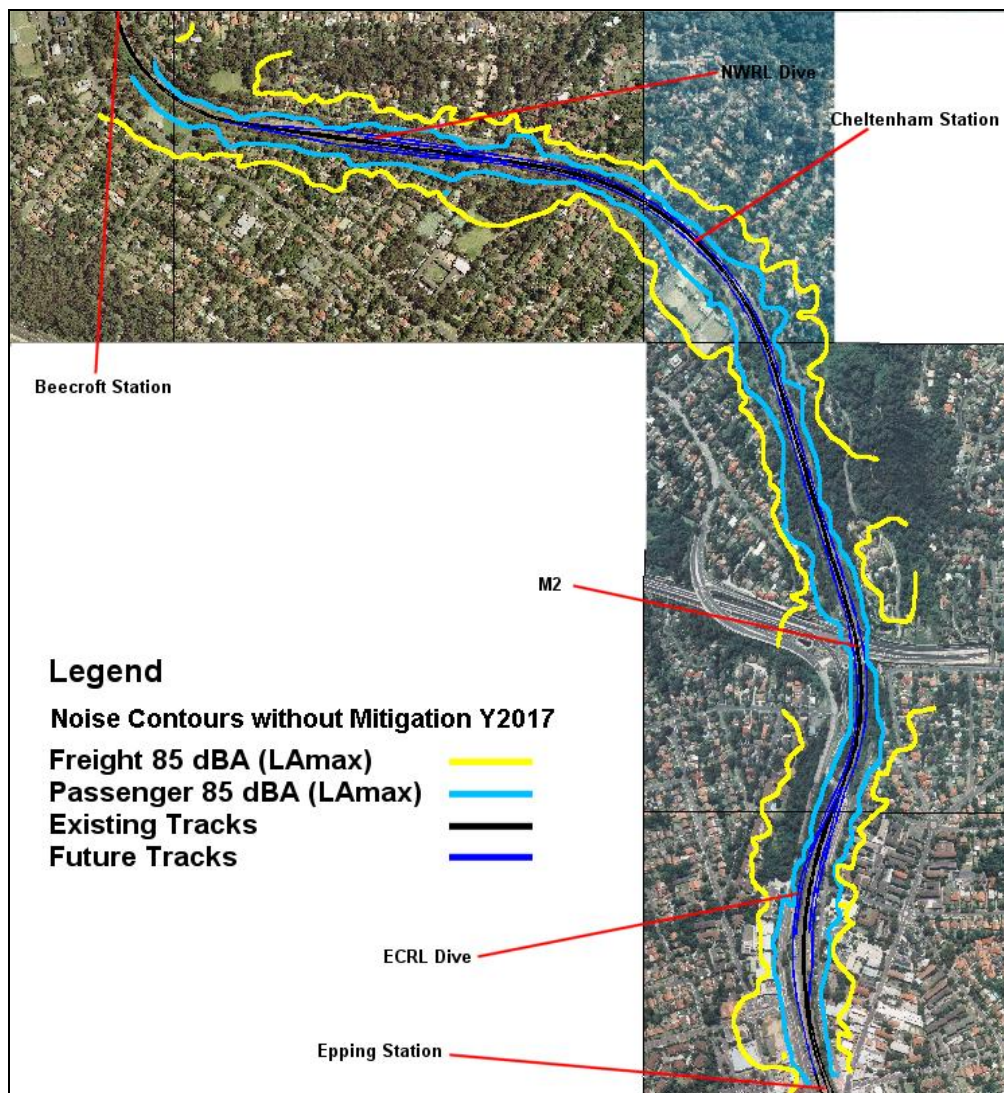 NWRL Dive
Cheltenham Station
Beecroft Station
M2
Legend
Noise Contours without Mitigation Y2017
Freight 85 dBA (LAmax)
Passenger 85 dBA (LAmax)
Existing Tracks
Future Tracks
ECRL Dive
Epping Station